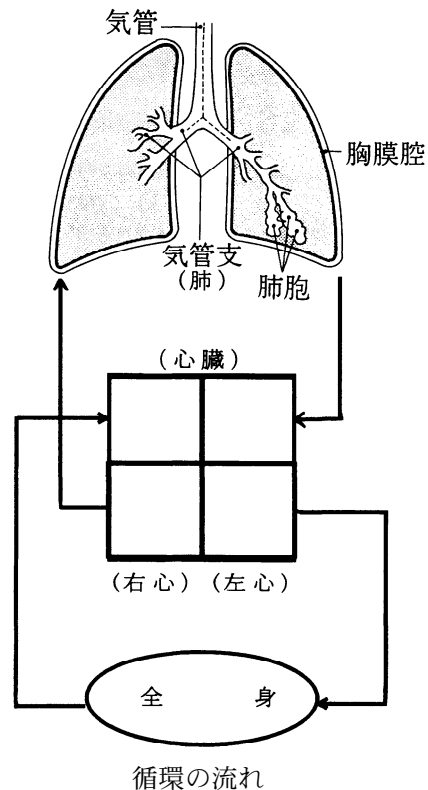 気管
胸膜腔
気管支
(肺)
肺胞
(心臓)
(右心) (左心)
全 身
循環の流れ